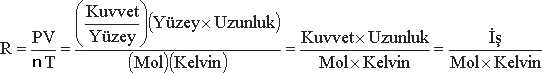 R = PV / nT = (Kuvvet / Yüzey)(Yüzey × Uzunluk) / (Mol)(Kelvin) = Kuvvet × Uzunluk / Mol × Kelvin = İş / Mol × Kelvin